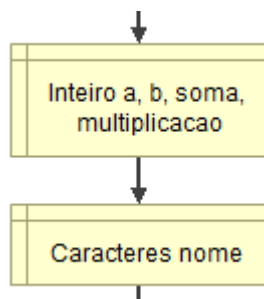 Inteiro a, b, soma,
multiplicacao
Caracteres nome